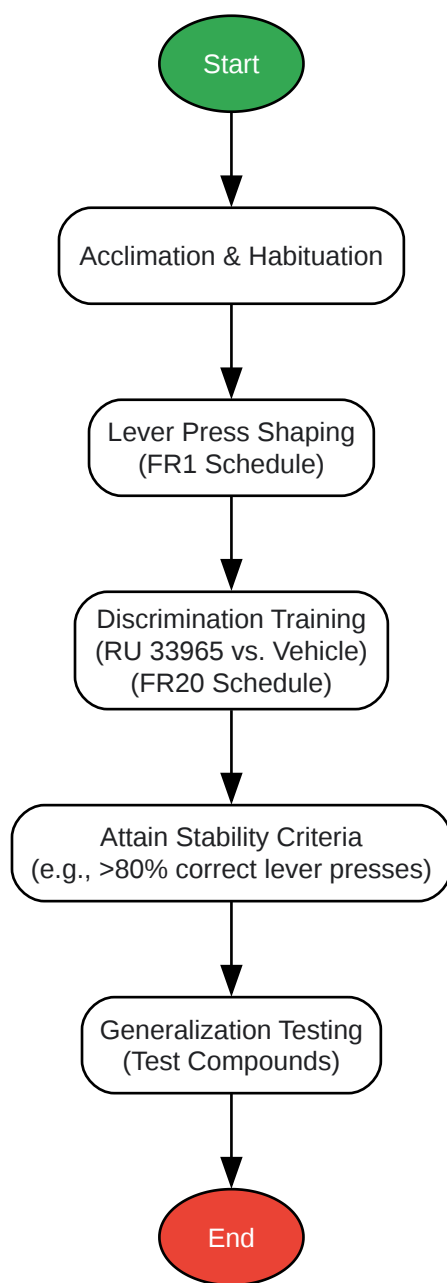 Start
Acclimation & Habituation
Lever Press Shaping
(FR1 Schedule)
Discrimination Training
(RU 33965 vs. Vehicle)
(FR20 Schedule)
Attain Stability Criteria
(e.g., >80% correct lever presses)
Generalization Testing
(Test Compounds)
End